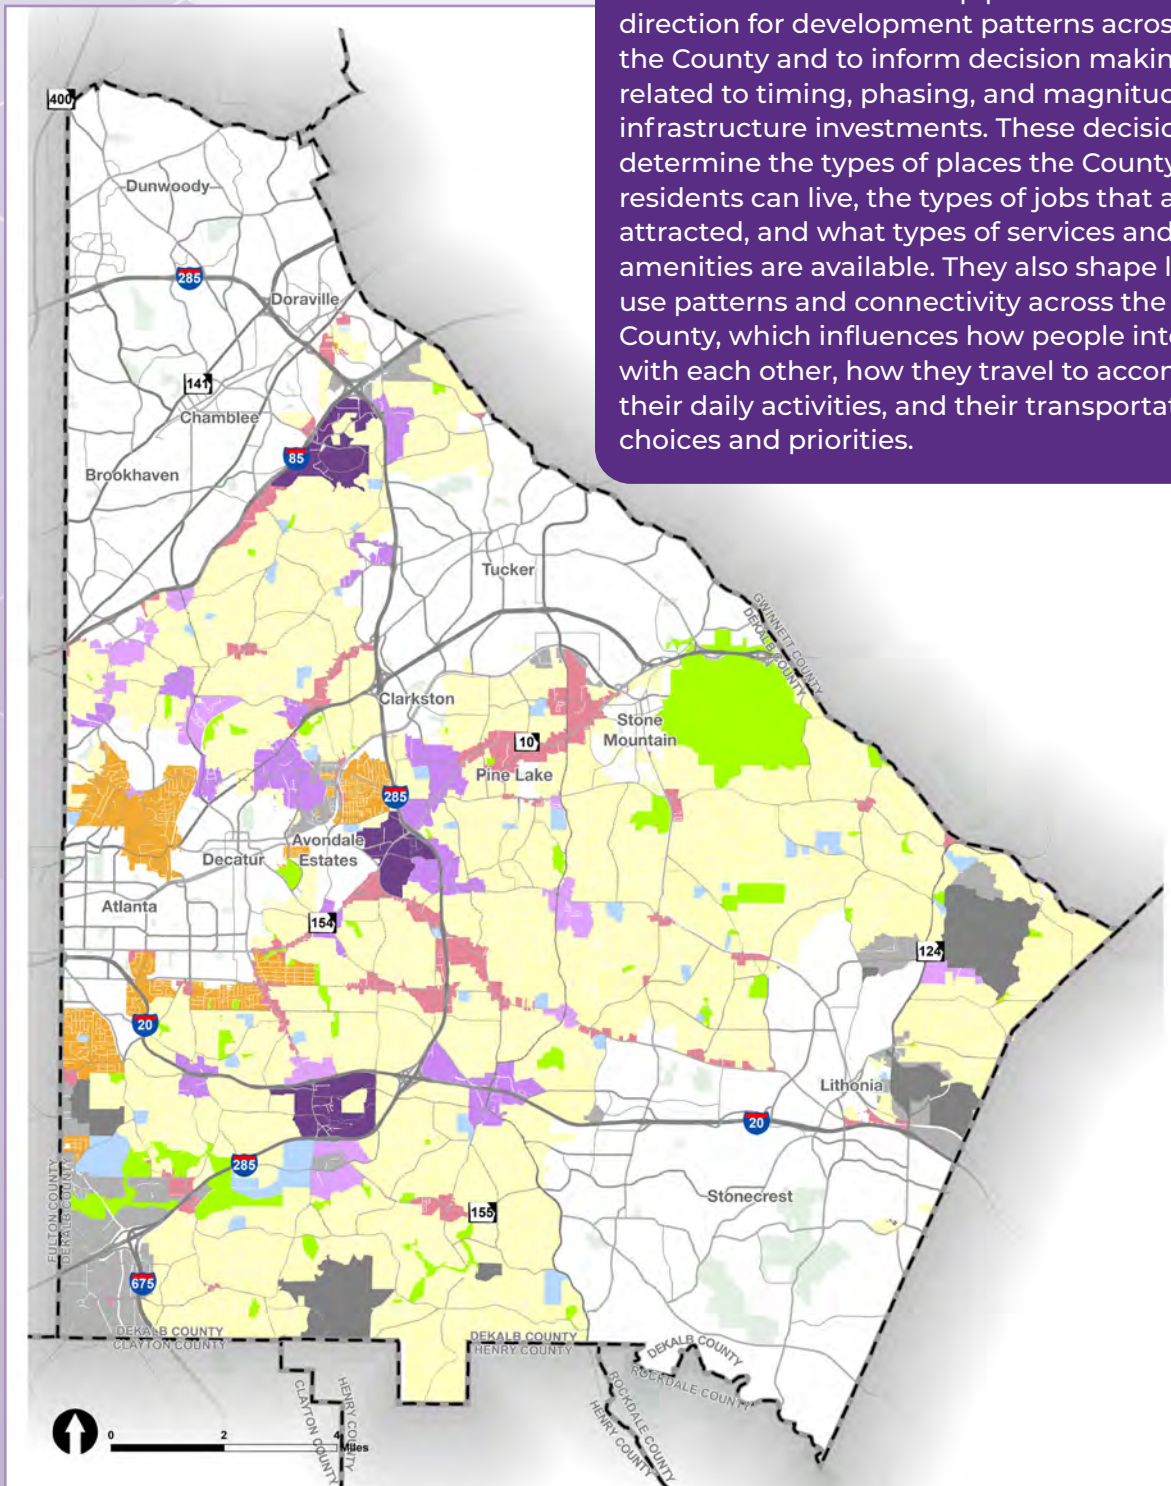 direction for development patterns across
the County and to inform decision making
related to timing, phasing, and
infrastructure investments. These
determine the types of places the County
residents can live, the types of jobs that
attracted, and what types of services and
amenities are available. They also shape
use patterns and connectivity across the
County, which influences how people
with each other, how they travel to
their daily activities, and their
choices and priorities.
400
Dunwoody
285
Doraville
141
Chamblee
85
Brookhaven
Tucker
GWINNETT COUNTY
DEKALB COUNTY
Clarkston
Stone
Mountain
10
Pine Lake
285
Avondale
Estates
Decatur
Atlanta
154
124
20
Lithonia
20
285
Stonecrest
155
FULTON COUNTY
DEKALB COUNTY
675
DEKALB COUNTY
CLAYTON COUNTY
DEKALB COUNTY
HENRY COUNTY
DEKALB COUNTY
ROCKDALE COUNTY
CLAYTON COUNTY
HENRY COUNTY
ROCKDALE COUNTY
HENRY COUNTY
0 2 4
Miles